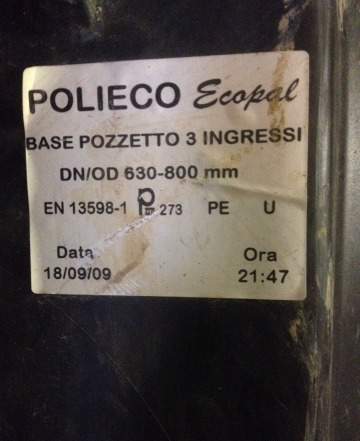 POLIECO Ecopal
BASE POZZETTO 3 INGRESSI
DN/OD 630-800 mm
EN 13598-1 273 PE U
Data Ora
18/09/09 21:47